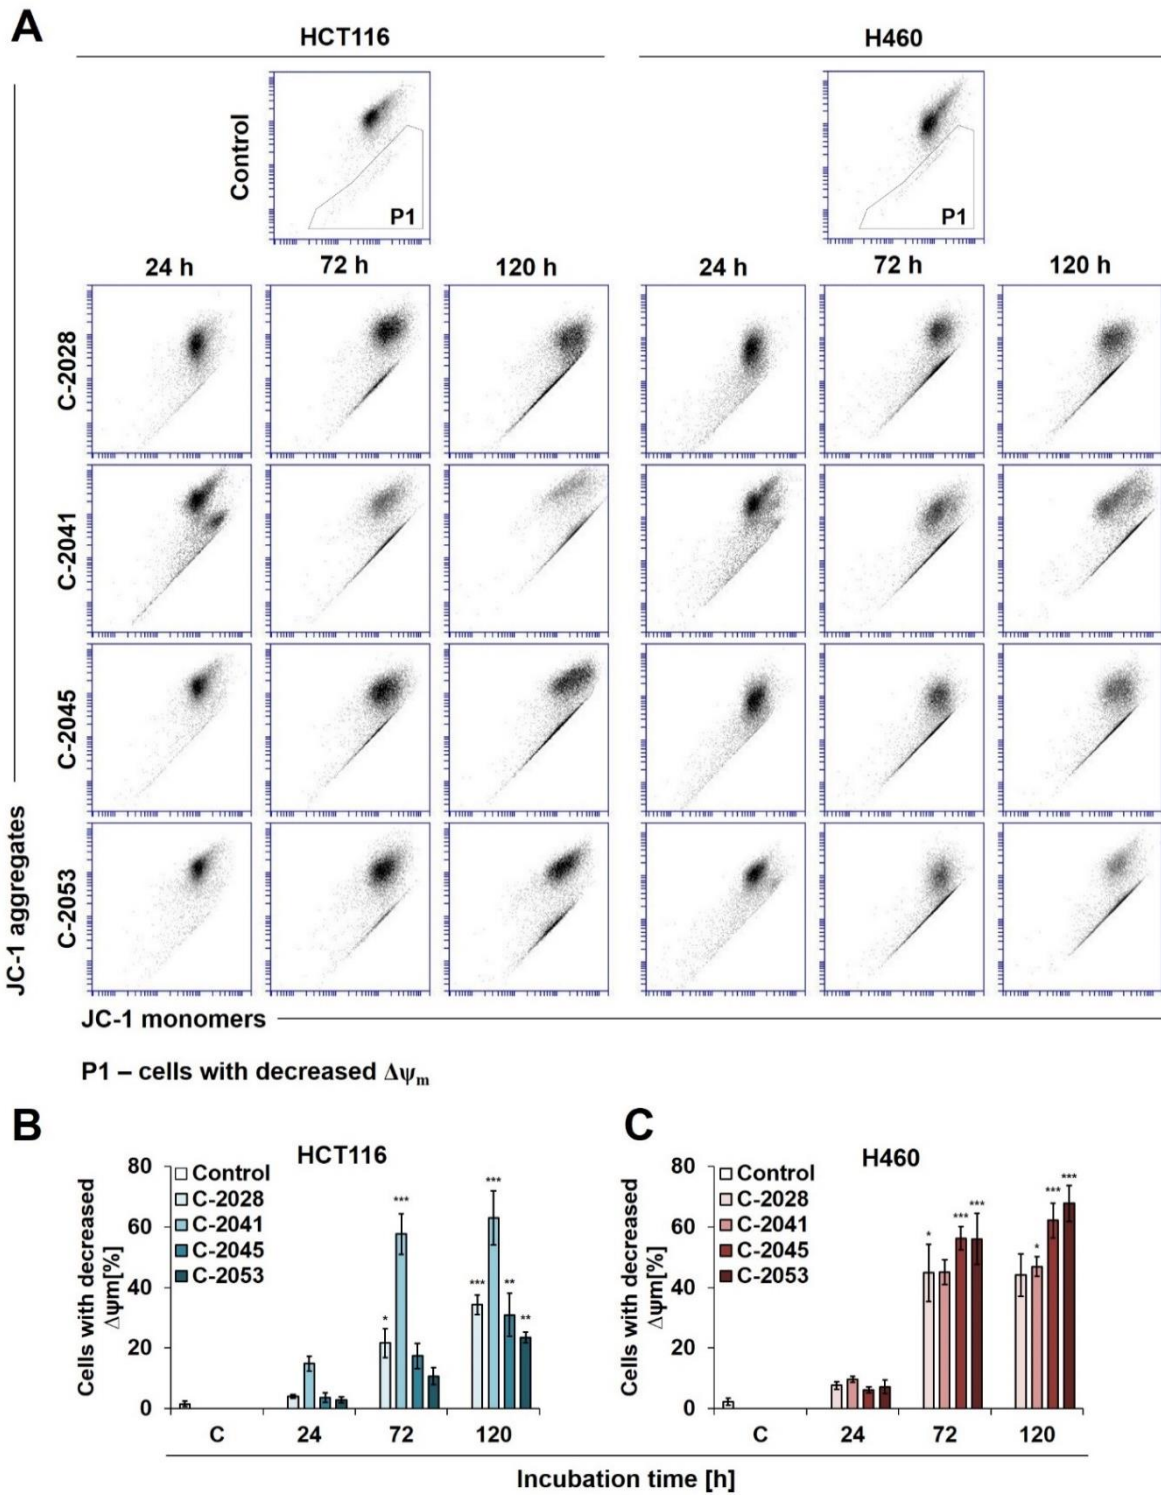 A
HCT116
H460
Control
P1
P1
24 h
72 h
120 h
24 h
72 h
120 h
C-2028
C-2041
C-2045
C-2053
JC-1 aggregates
JC-1 monomers
P1 – cells with decreased Δψm
B
HCT116
Cells with decreased
Δψm[%]
80
60
40
20
0
Control
C-2028
C-2041
C-2045
C-2053
*
***
***
***
**
**
C
24
72
120
C
H460
Cells with decreased
Δψm[%]
80
60
40
20
0
Control
C-2028
C-2041
C-2045
C-2053
*
***
***
*
***
***
C
24
72
120
Incubation time [h]